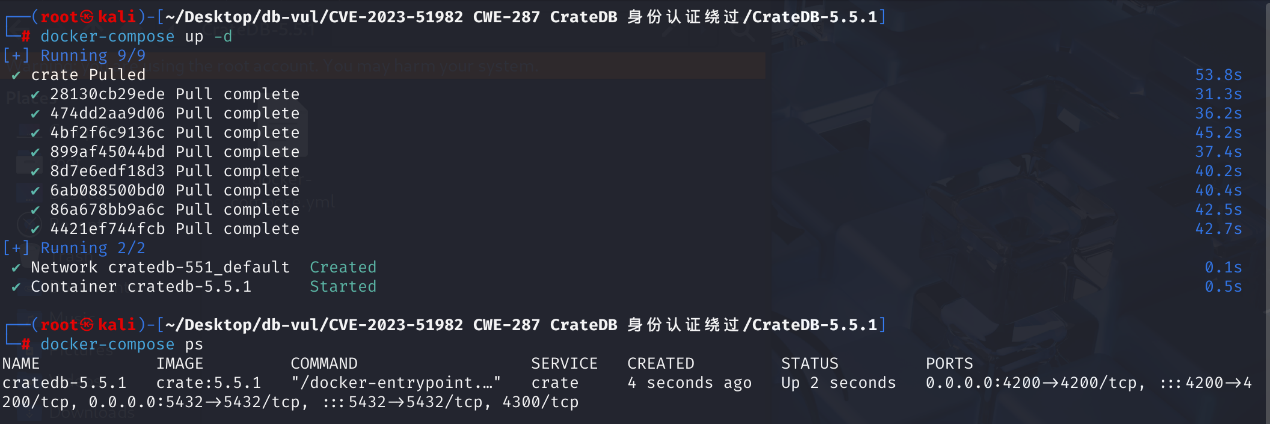 ┌──(root㉿kali)-[~/Desktop/db-vul/CVE-2023-51982 CWE-287 CrateDB 身份认证绕过/CrateDB-5.5.1]
└─# docker-compose up -d
[+] Running 9/9
✔ crate Pulled 53.8s
✔ 28130cb29ede Pull complete 31.3s
✔ 474dd2aa9d06 Pull complete 36.2s
✔ 4bf2f6c9136c Pull complete 45.2s
✔ 899af45044bd Pull complete 37.4s
✔ 8d7e6edf18d3 Pull complete 40.2s
✔ 6ab088500bd0 Pull complete 40.4s
✔ 86a678bb9a6c Pull complete 42.5s
✔ 4421ef744fcb Pull complete 42.7s
[+] Running 2/2
✔ Network cratedb-551_default Created 0.1s
✔ Container cratedb-5.5.1 Started 0.5s
┌──(root㉿kali)-[~/Desktop/db-vul/CVE-2023-51982 CWE-287 CrateDB 身份认证绕过/CrateDB-5.5.1]
└─# docker-compose ps
NAME IMAGE COMMAND SERVICE CREATED STATUS PORTS
cratedb-5.5.1 crate:5.5.1 "/docker-entrypoint.…" crate 4 seconds ago Up 2 seconds 0.0.0.0:4200→4200/tcp, :::4200→4
200/tcp, 0.0.0.0:5432→5432/tcp, :::5432→5432/tcp, 4300/tcp